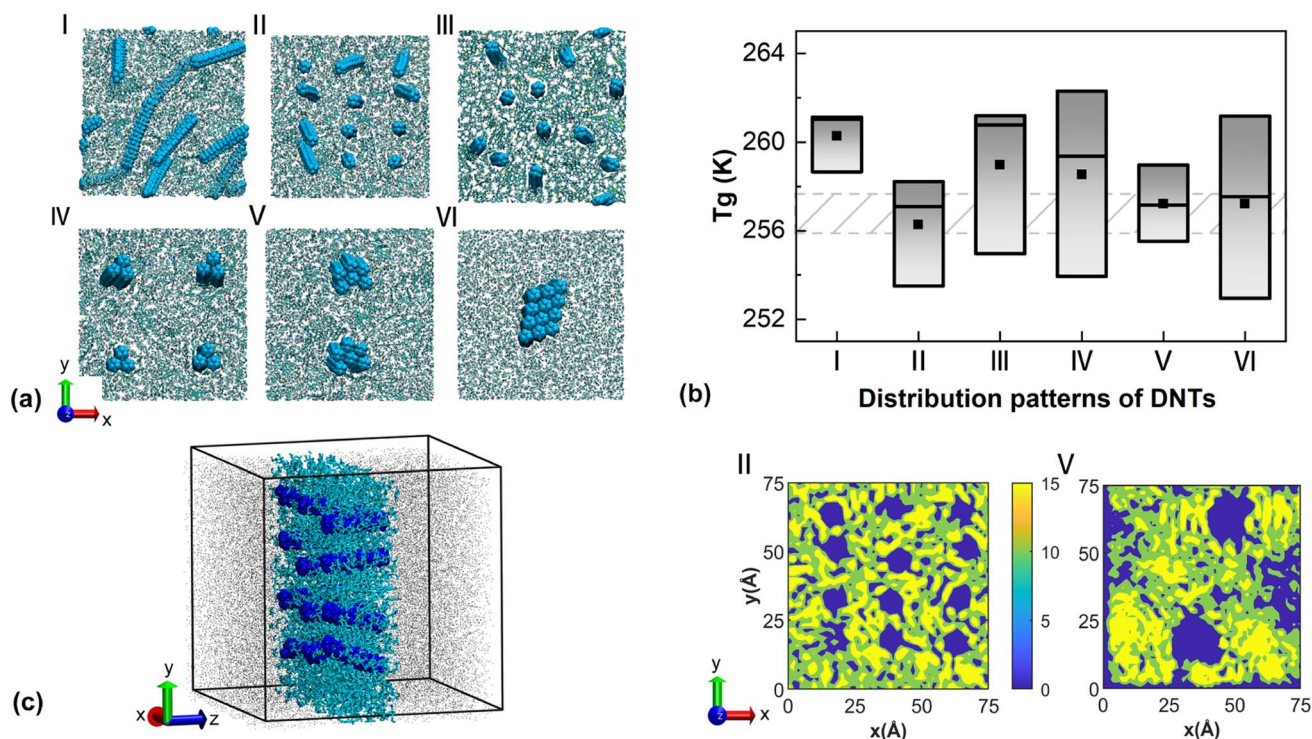 I II III
IV V VI
y
z x
(a)
Tg (K)
264
260
256
252
I II III IV V VI
Distribution patterns of DNTs
(b)
(c)
y
x z
II
75
50
25
0
y(Å)
0 25 50 75
x(Å)
15
10
5
0
V
75
50
25
0
0 25 50 75
x(Å)
y
z x